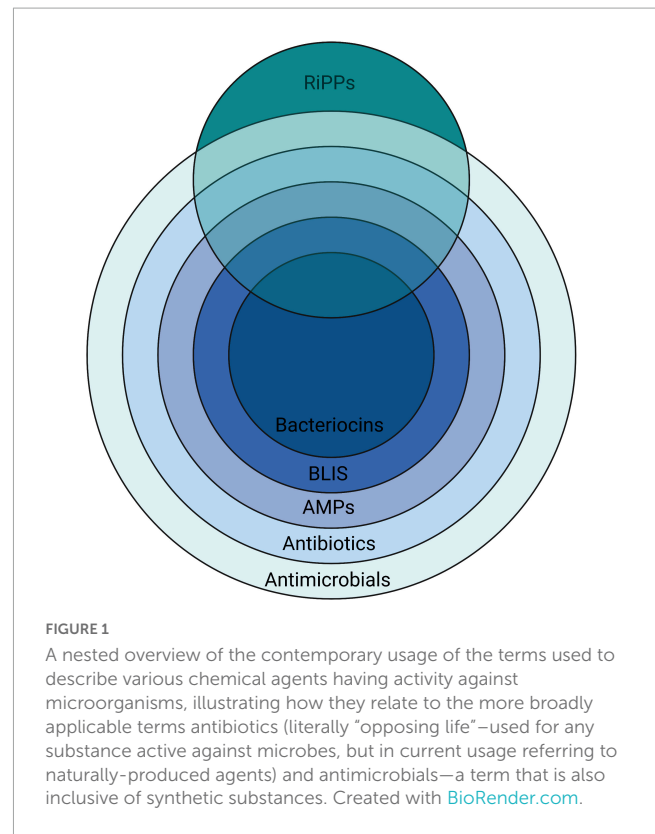 RiPPs
Bacteriocins
BLIS
AMPs
Antibiotics
Antimicrobials
FIGURE 1
A nested overview of the contemporary usage of the terms used to
describe various chemical agents having activity against
microorganisms, illustrating how they relate to the more broadly
applicable terms antibiotics (literally “opposing life”–used for any
substance active against microbes, but in current usage referring to
naturally-produced agents) and antimicrobials—a term that is also
inclusive of synthetic substances. Created with BioRender.com.